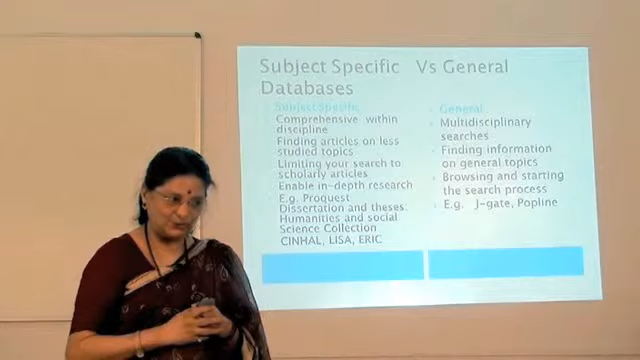 Subject Specific Vs General
Databases
Subject Specific
Comprehensive within
discipline
Finding articles on less
studied topics
Limiting your search to
scholarly articles
Enable in-depth research
E.g. Proquest
Dissertation and theses.
Humanities and social
Science Collection
CINHAL, LISA, ERIC
General
Multidisciplinary
searches
Finding information
on general topics
Browsing and starting
the search process
E.g. J-gate, Popline